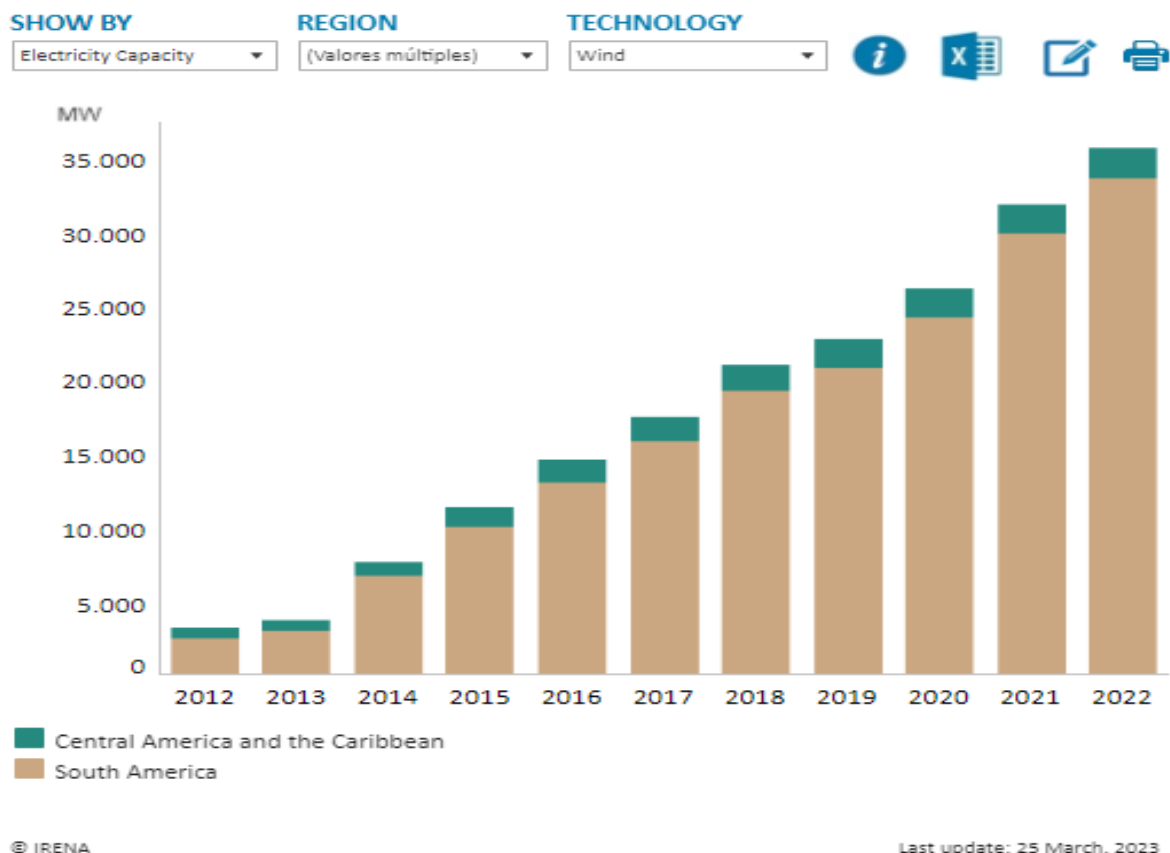 SHOW BY REGION TECHNOLOGY
Electricity Capacity (Valores múltiples) Wind
MW
35.000
30.000
25.000
20.000
15.000
10.000
5.000
0
2012 2013 2014 2015 2016 2017 2018 2019 2020 2021 2022
Central America and the Caribbean
South America
© IRENA Last update: 25 March, 2023